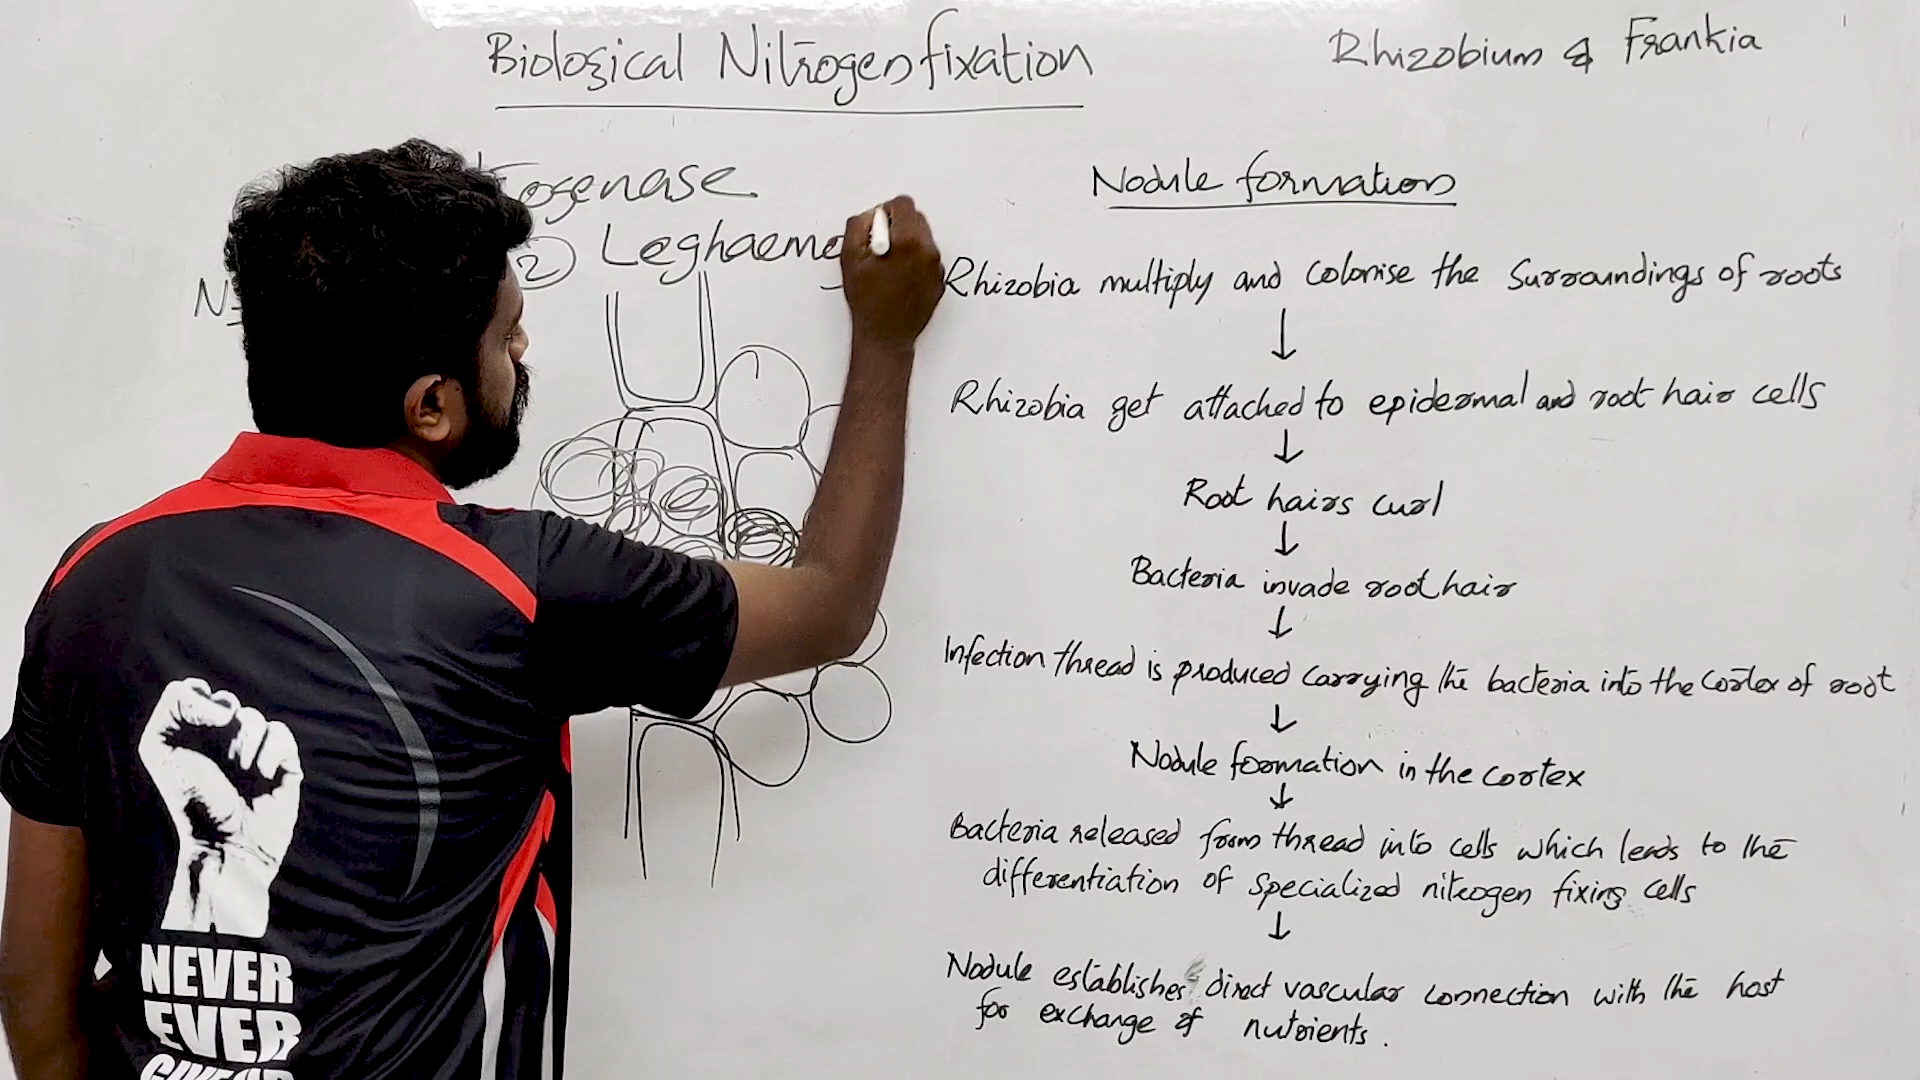 Biological Nitrogen fixation
Rhizobium & Frankia
② Leghaemo
Nodule formation
Rhizobia multiply and colonise the surroundings of roots
↓
Rhizobia get attached to epidermal and root hair cells
↓
Root hairs curl
↓
Bacteria invade root hair
↓
Infection thread is produced carrying the bacteria into the cortex of root
↓
Nodule formation in the cortex
↓
Bacteria released from thread into cells which leads to the
differentiation of specialized nitrogen fixing cells
↓
Nodule establishes direct vascular connection with the host
for exchange of nutrients.
NEVER
EVER